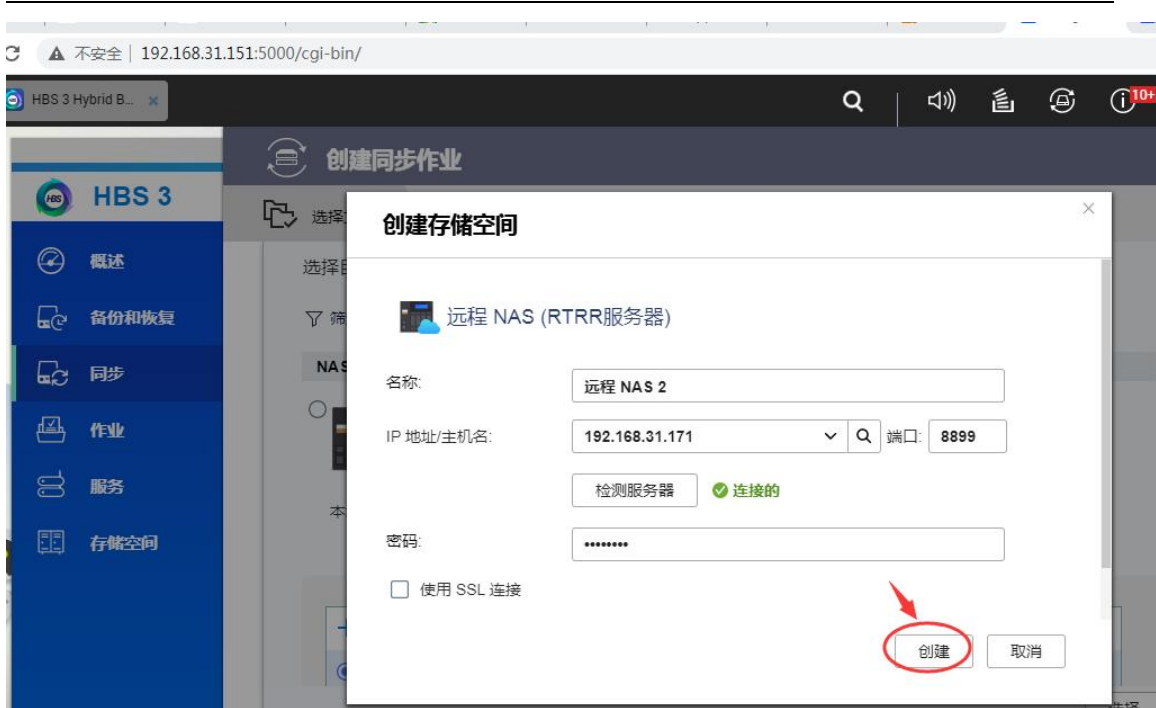 不安全 | 192.168.31.151:5000/cgi-bin/
HBS 3 Hybrid B...
10+
创建同步作业
HBS 3
选择
创建存储空间
概述
选择
备份和恢复
筛
远程 NAS (RTRR服务器)
同步
NAS
名称:
远程 NAS 2
作业
IP 地址/主机名:
192.168.31.171
端口:
8899
服务
检测服务器
连接的
本
存储空间
密码:
••••••••
使用 SSL 连接
创建
取消